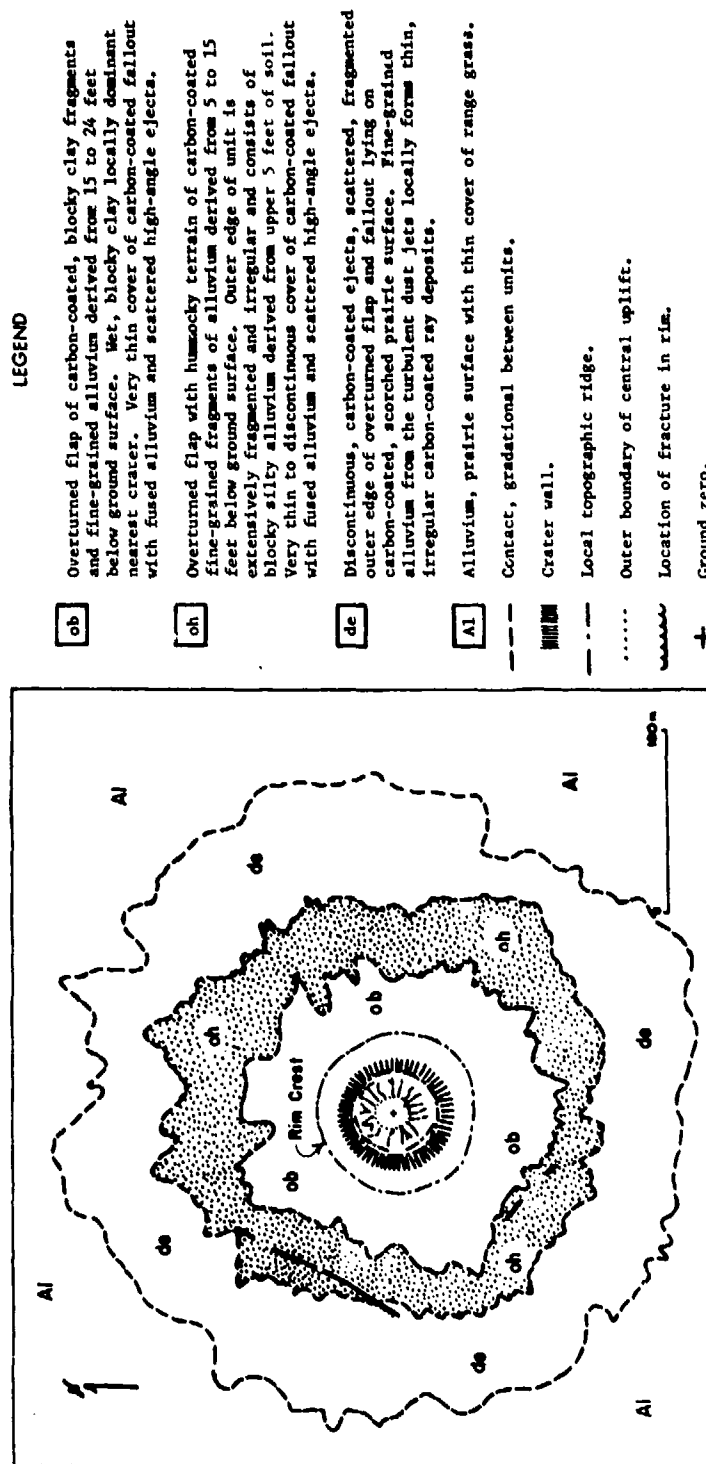 LEGEND
ob
Overturned flap of carbon-coated, blocky clay fragments
and fine-grained alluvium derived from 15 to 24 feet
below ground surface. Wet, blocky clay locally dominant
nearest crater. Very thin cover of carbon-coated fallout
with fused alluvium and scattered high-angle ejects.
oh
Overturned flap with hummocky terrain of carbon-coated
fine-grained fragments of alluvium derived from 5 to 15
feet below ground surface. Outer edge of unit is
extensively fragmented and irregular and consists of
blocky silty alluvium derived from upper 5 feet of soil.
Very thin to discontinuous cover of carbon-coated fallout
with fused alluvium and scattered high-angle ejects.
de
Discontinuous, carbon-coated ejects, scattered, fragmented
outer edge of overturned flap and fallout lying on
carbon-coated, scorched prairie surface. Fine-grained
alluvium from the turbulent dust jets locally forms thin,
irregular carbon-coated ray deposits.
Al
Alluvium, prairie surface with thin cover of range grass.
Contact, gradational between units.
Crater wall.
Local topographic ridge.
Outer boundary of central uplift.
Location of fracture in rim.
Ground zero.
Al
Al
de
de
oh
ob
Rim Crest
ob
oh
ob
de
oh
de
Al
Al